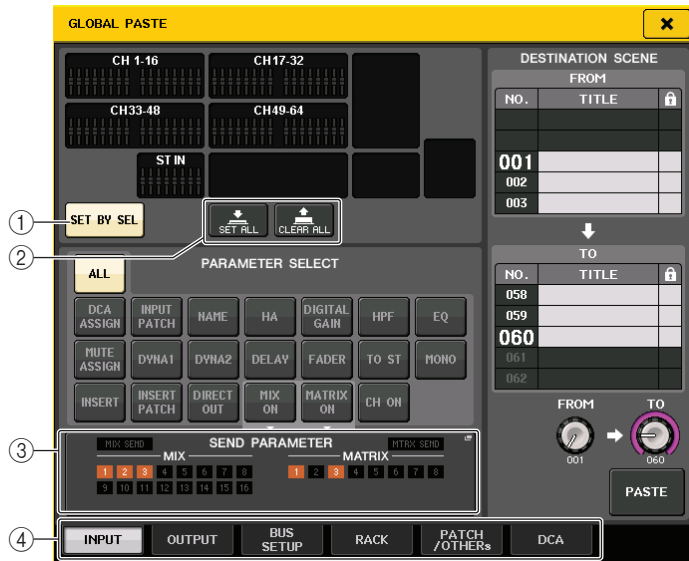 GLOBAL PASTE
CH 1-16
CH17-32
CH33-48
CH49-64
ST IN
① SET BY SEL
② SET ALL
CLEAR ALL
ALL
PARAMETER SELECT
DCA ASSIGN
INPUT PATCH
NAME
HA
DIGITAL GAIN
HPF
EQ
MUTE ASSIGN
DYNA1
DYNA2
DELAY
FADER
TO ST
MONO
INSERT
INSERT PATCH
DIRECT OUT
MIX ON
MATRIX ON
CH ON
③
MIX SEND
SEND PARAMETER
MTRX SEND
MIX
MATRIX
1 2 3 4 5 6 7 8
1 2 3 4 5 6 7 8
9 10 11 12 13 14 15 16
④
INPUT
OUTPUT
BUS SETUP
RACK
PATCH /OTHERs
DCA
DESTINATION SCENE
FROM
NO. TITLE
001
002
003
TO
NO. TITLE
058
059
060
061
062
FROM
TO
001
060
PASTE